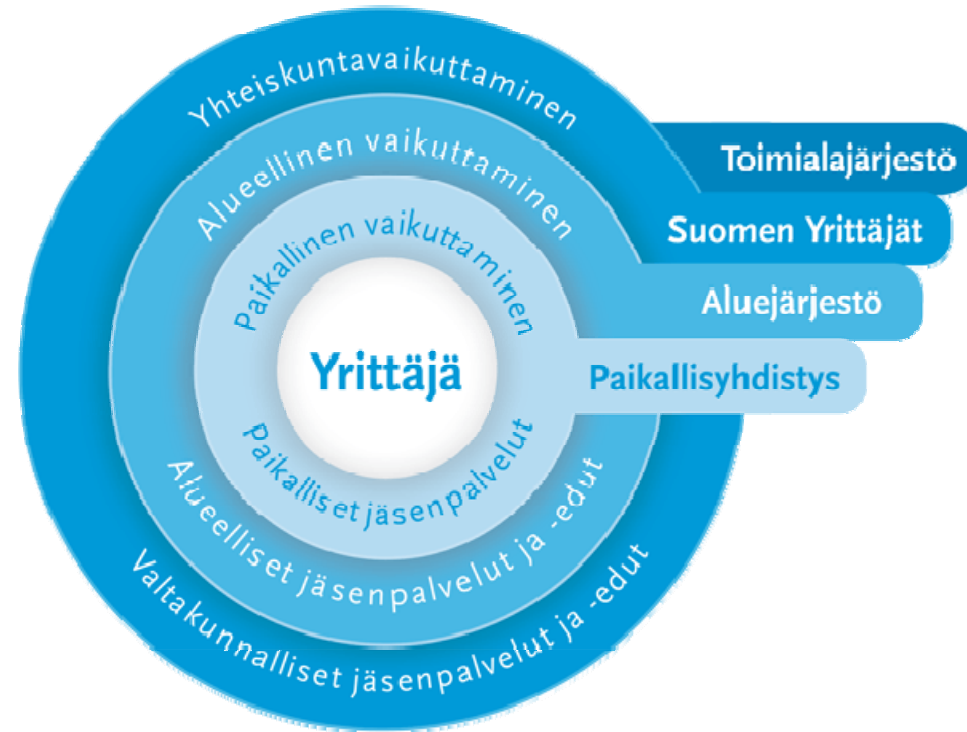 Yhteiskuntavaikuttaminen
Alueellinen vaikuttaminen
Paikallinen vaikuttaminen
Yrittäjä
Paikalliset jäsenpalvelut
Alueelliset jäsenpalvelut ja -edut
Valtakunnalliset jäsenpalvelut ja -edut
Toimialajärjestö
Suomen Yrittäjät
Aluejärjestö
Paikallisyhdistys